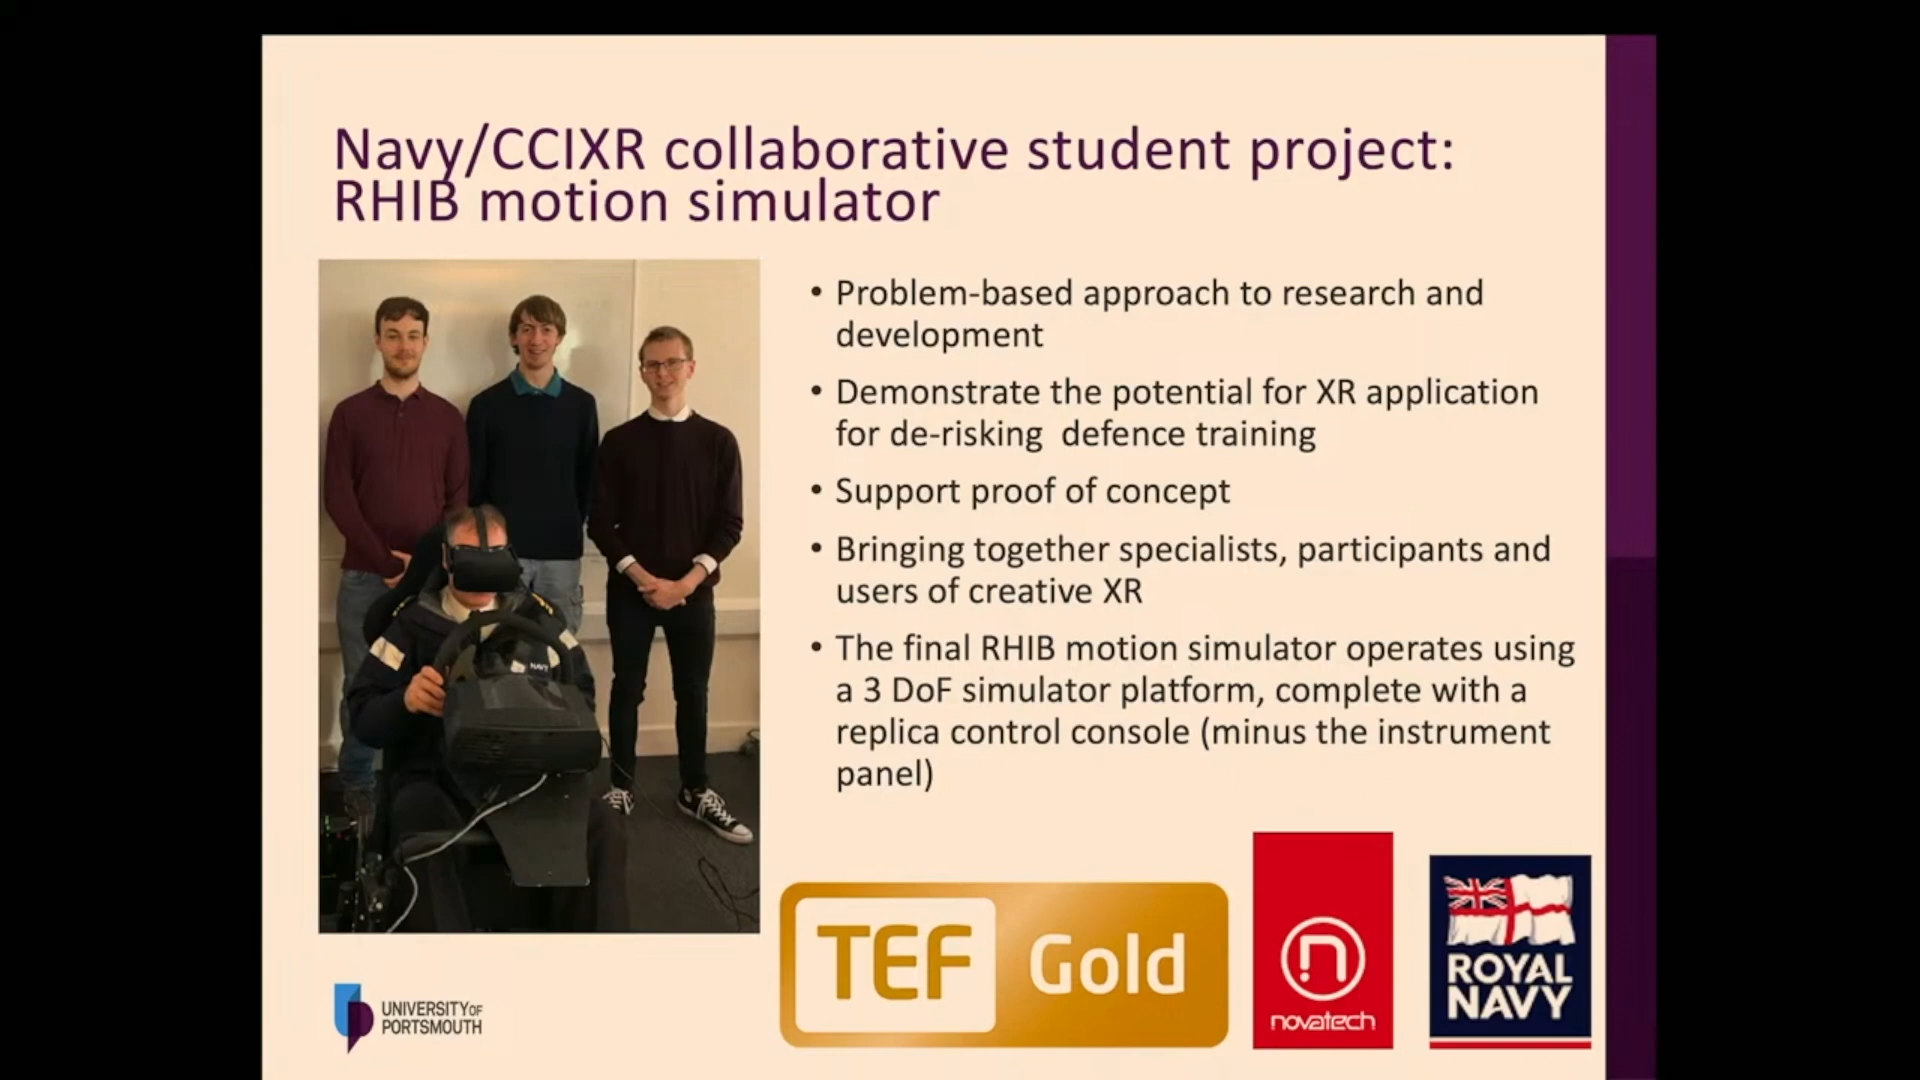 Navy/CCIXR collaborative student project:
RHIB motion simulator
• Problem-based approach to research and
development
• Demonstrate the potential for XR application
for de-risking  defence training
• Support proof of concept
• Bringing together specialists, participants and
users of creative XR
• The final RHIB motion simulator operates using
a 3 DoF simulator platform, complete with a
replica control console (minus the instrument
panel)
NAVY
TEF Gold
novatech
ROYAL
NAVY
UNIVERSITY OF
PORTSMOUTH